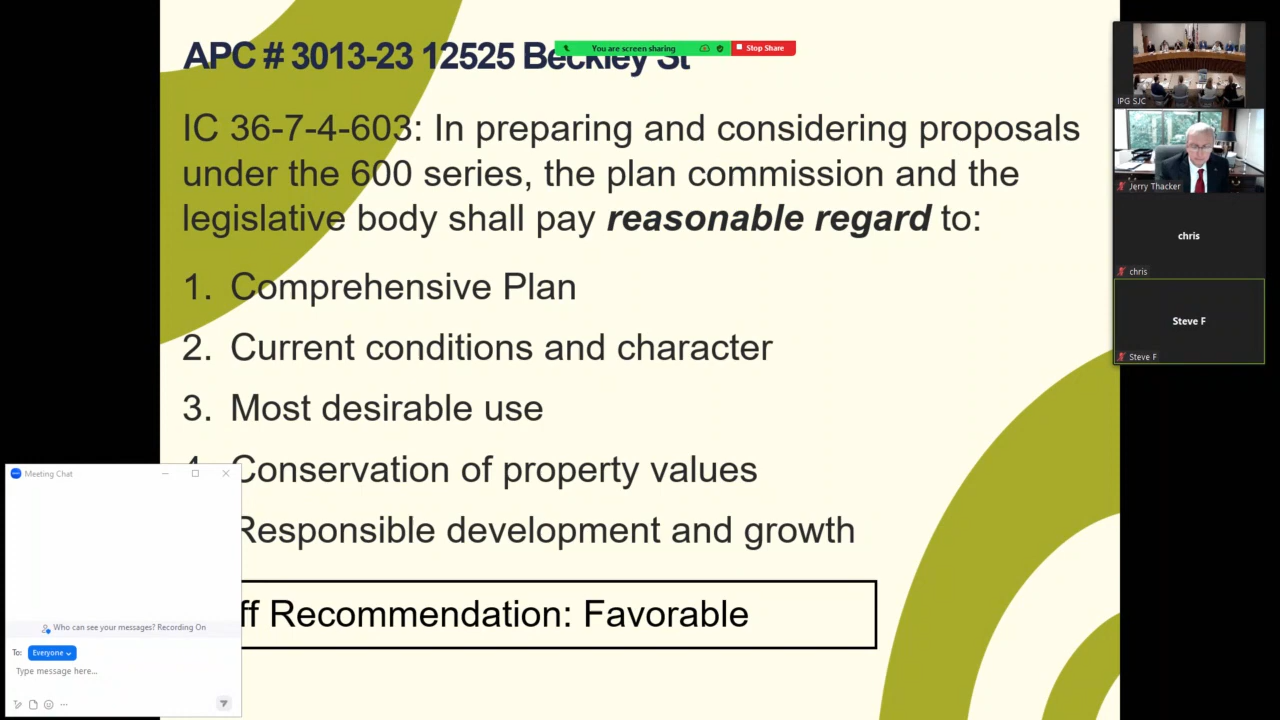 APC # 3013-23 12525 Beckley St
You are screen sharing
Stop Share
IC 36-7-4-603: In preparing and considering proposals
under the 600 series, the plan commission and the
legislative body shall pay reasonable regard to:
1. Comprehensive Plan
2. Current conditions and character
3. Most desirable use
4. Conservation of property values
Responsible development and growth
ff Recommendation: Favorable
IPG SJC
Jerry Thacker
chris
chris
Steve F
Steve F
Meeting Chat
Who can see your messages? Recording On
To: Everyone
Type message here...